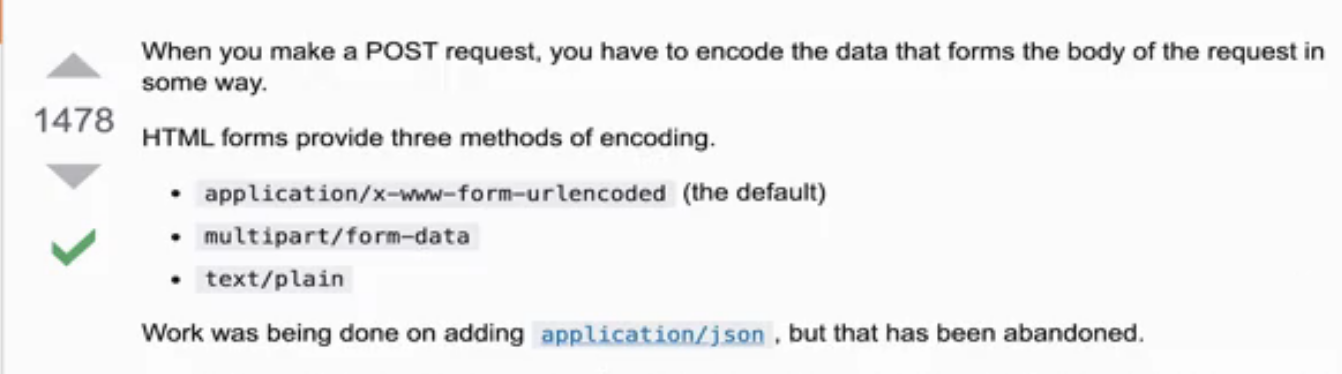 When you make a POST request, you have to encode the data that forms the body of the request in
some way.
1478
HTML forms provide three methods of encoding.
• application/x-www-form-urlencoded (the default)
• multipart/form-data
• text/plain
Work was being done on adding application/json , but that has been abandoned.